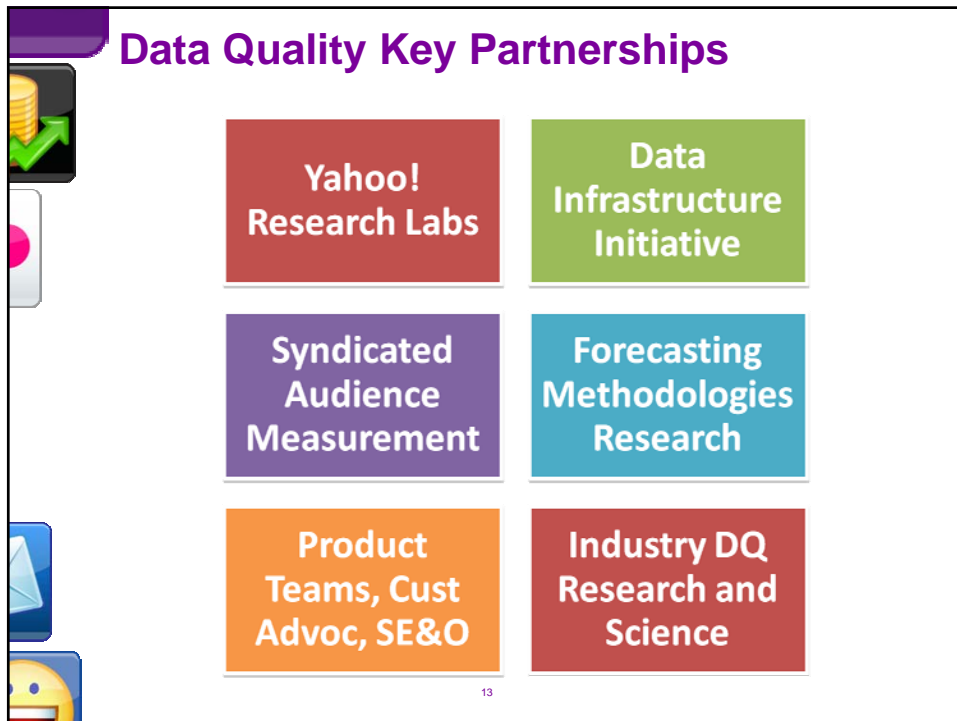 Data Quality Key Partnerships
Yahoo!
Research Labs
Data
Infrastructure
Initiative
Syndicated
Audience
Measurement
Forecasting
Methodologies
Research
Product
Teams, Cust
Advoc, SE&O
Industry DQ
Research and
Science
13